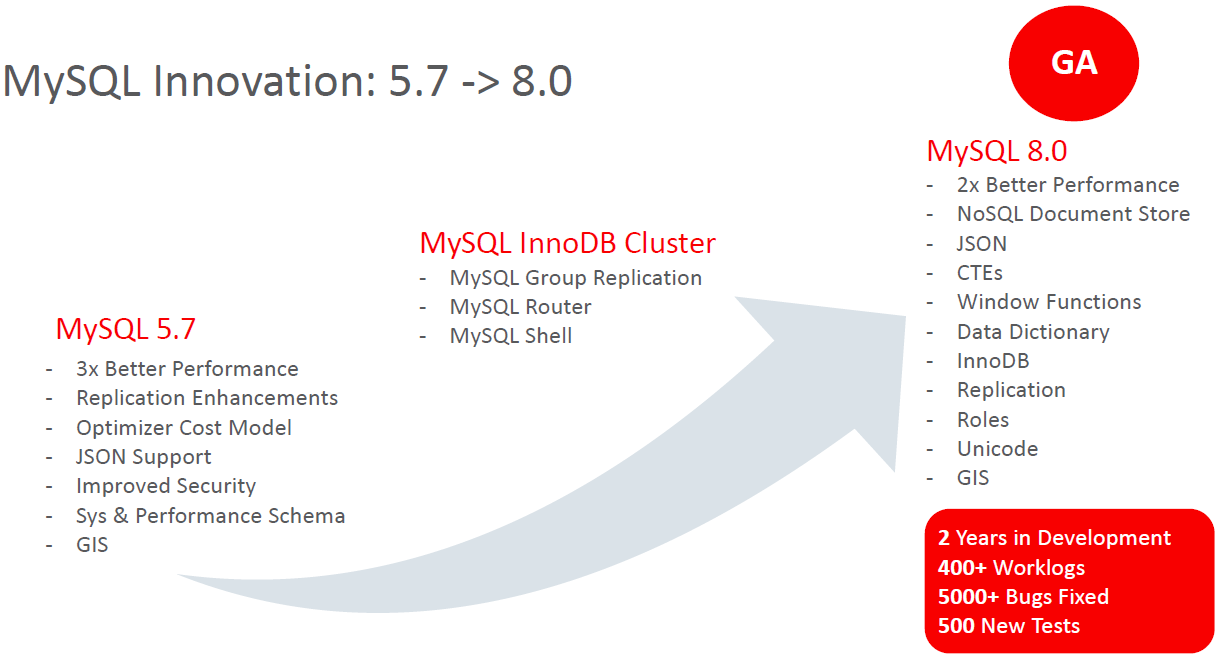 MySQL Innovation: 5.7 -> 8.0
GA
MySQL 5.7
- 3x Better Performance
- Replication Enhancements
- Optimizer Cost Model
- JSON Support
- Improved Security
- Sys & Performance Schema
- GIS
MySQL InnoDB Cluster
- MySQL Group Replication
- MySQL Router
- MySQL Shell
MySQL 8.0
- 2x Better Performance
- NoSQL Document Store
- JSON
- CTEs
- Window Functions
- Data Dictionary
- InnoDB
- Replication
- Roles
- Unicode
- GIS
2 Years in Development
400+ Worklogs
5000+ Bugs Fixed
500 New Tests